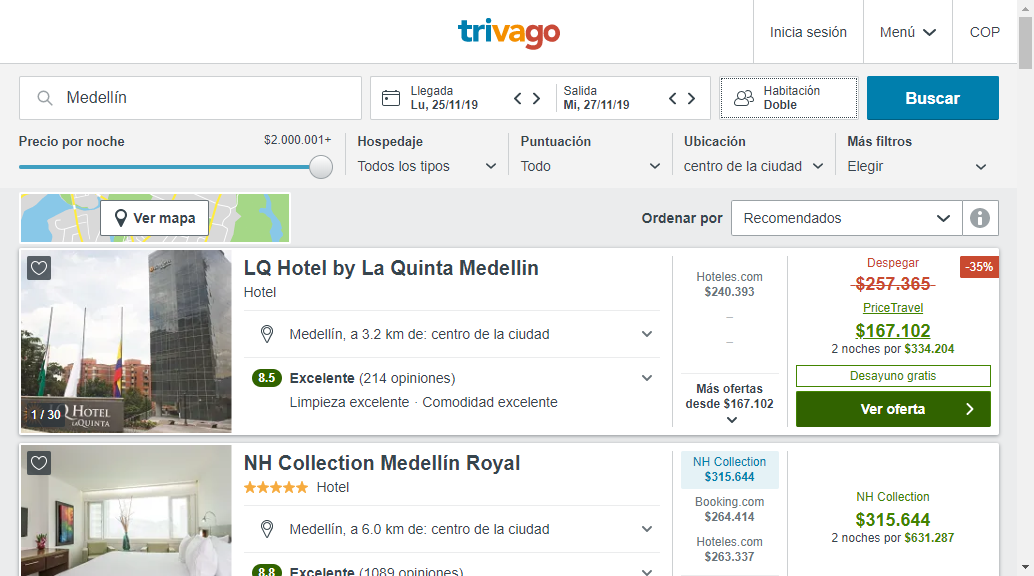 trivago
Inicia sesión
Menú
COP
Medellín
Llegada
Lu, 25/11/19
Salida
Mi, 27/11/19
Habitación
Doble
Buscar
Precio por noche
$2.000.001+
Hospedaje
Todos los tipos
Puntuación
Todo
Ubicación
centro de la ciudad
Más filtros
Elegir
Ver mapa
Ordenar por
Recomendados
1 / 30
HOTEL
LAQUINTA
LQ Hotel by La Quinta Medellin
Hotel
Medellín, a 3.2 km de: centro de la ciudad
8.5 Excelente (214 opiniones)
Limpieza excelente · Comodidad excelente
Hoteles.com
$240.393
–
–
Más ofertas
desde $167.102
Despegar
-35%
$257.365
PriceTravel
$167.102
2 noches por $334.204
Desayuno gratis
Ver oferta
NH Collection Medellín Royal
Hotel
Medellín, a 6.0 km de: centro de la ciudad
8.8 Excelente (1089 opiniones)
NH Collection
$315.644
Booking.com
$264.414
Hoteles.com
$263.337
NH Collection
$315.644
2 noches por $631.287